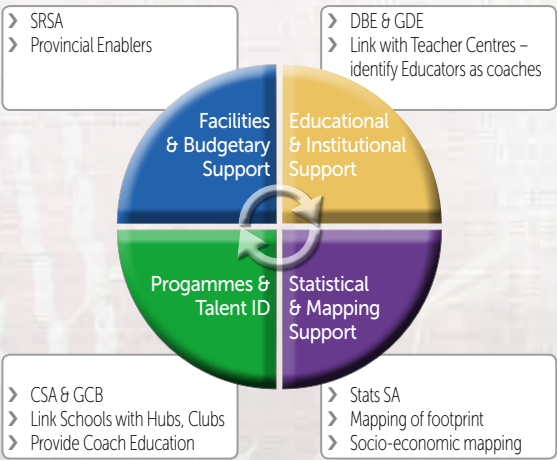 ❯ SRSA
❯ Provincial Enablers
❯ DBE & GDE
❯ Link with Teacher Centres –
identify Educators as coaches
Facilities
& Budgetary
Support
Educational
& Institutional
Support
Progammes &
Talent ID
Statistical
& Mapping
Support
❯ CSA & GCB
❯ Link Schools with Hubs, Clubs
❯ Provide Coach Education
❯ Stats SA
❯ Mapping of footprint
❯ Socio-economic mapping